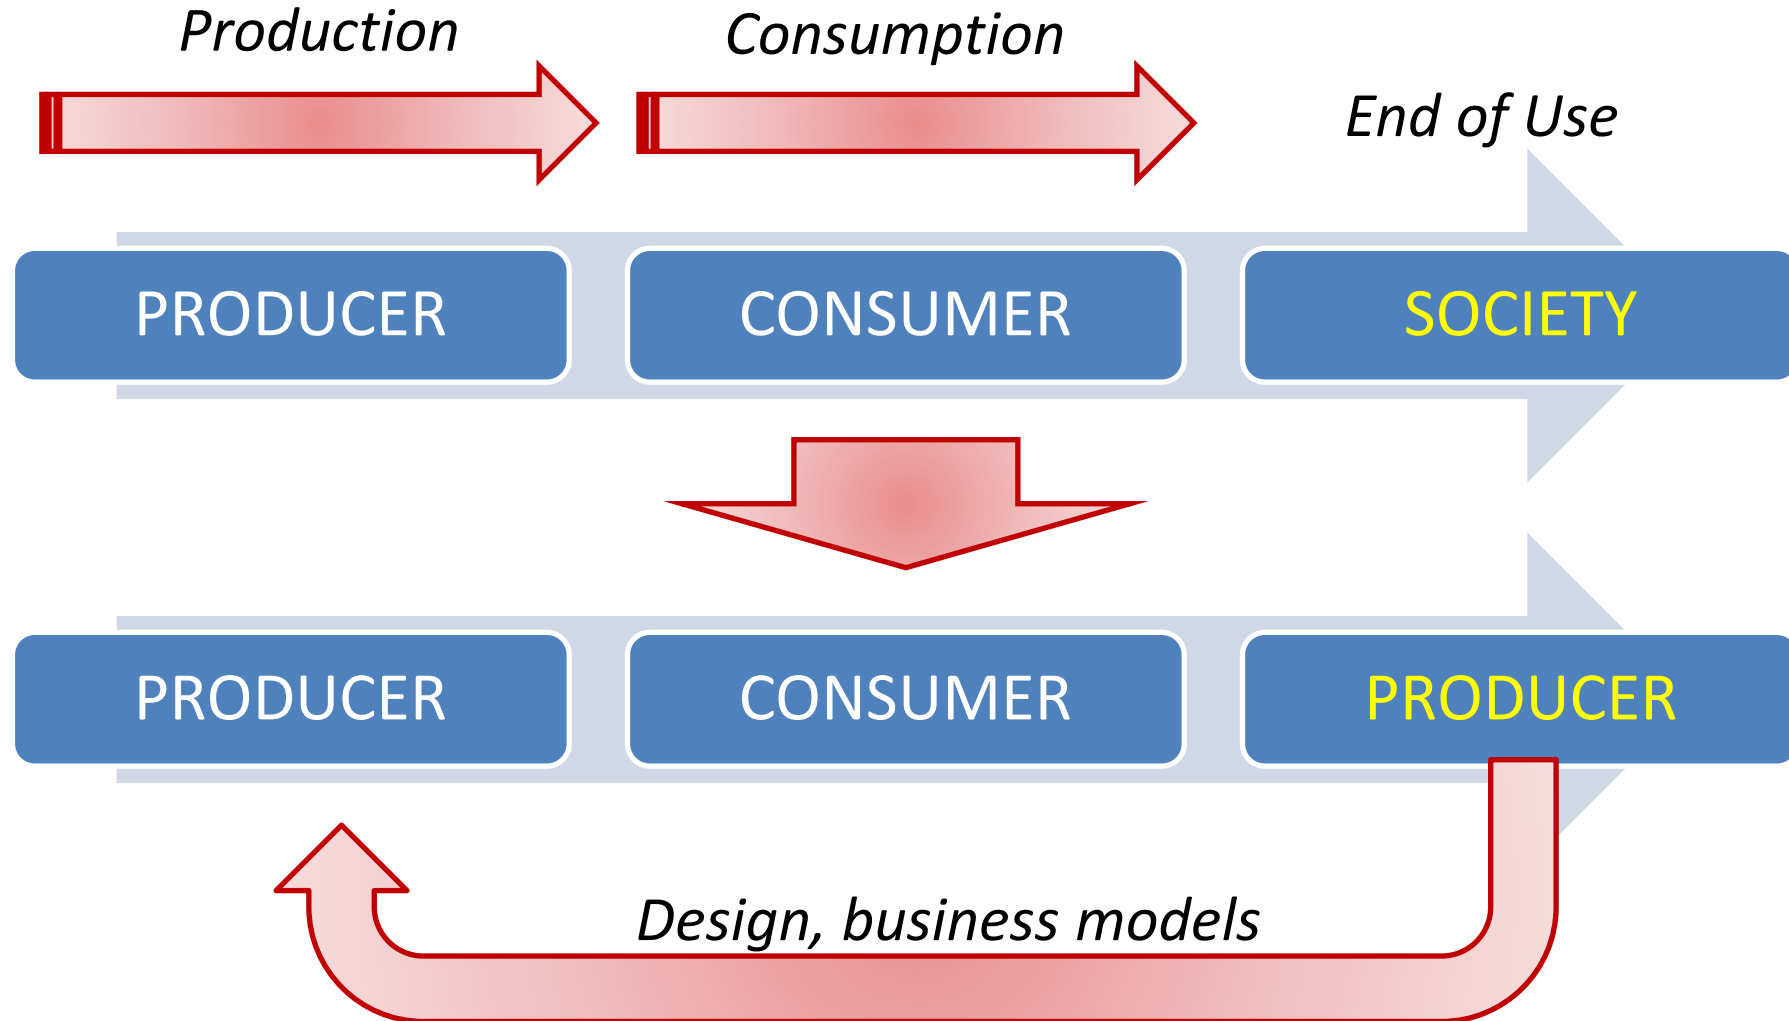 Production
Consumption
End of Use
PRODUCER
CONSUMER
SOCIETY
PRODUCER
CONSUMER
PRODUCER
Design, business models